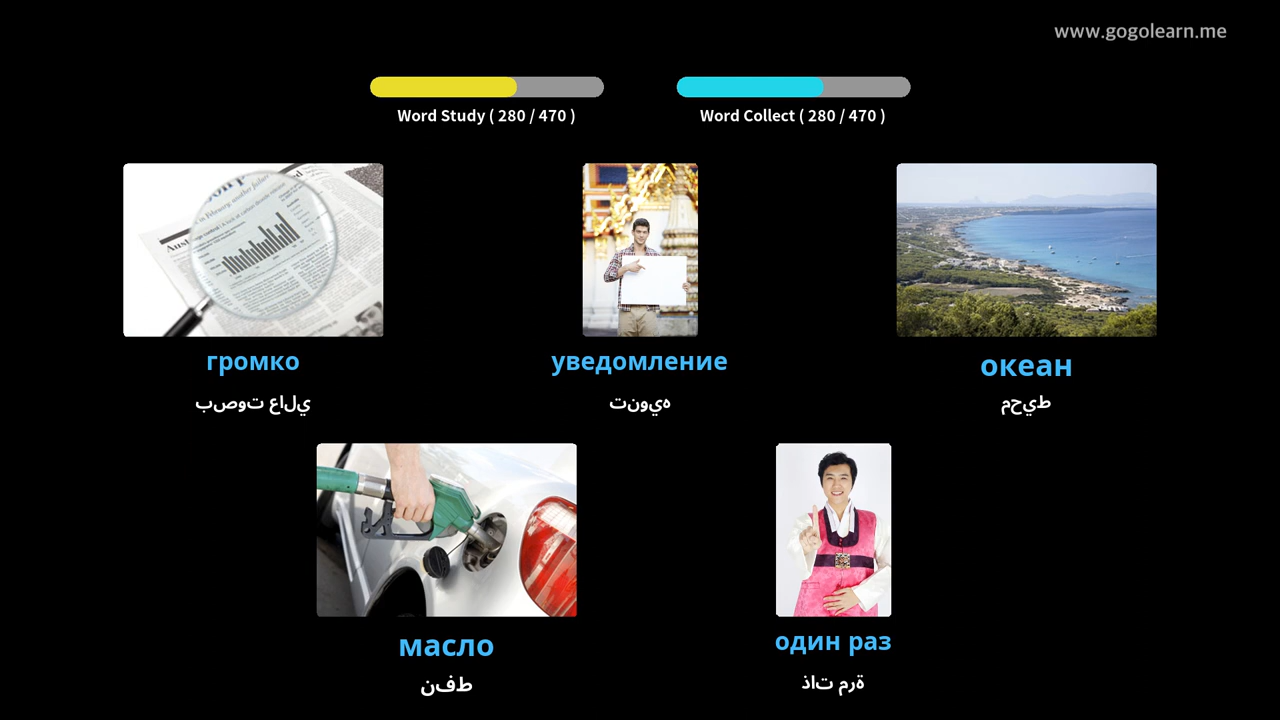 www.gogolearn.me
Word Study ( 280 / 470 )
Word Collect ( 280 / 470 )
громко
بصوت عالي
уведомление
تنويه
океан
محيط
масло
نفط
один раз
ذات مرة